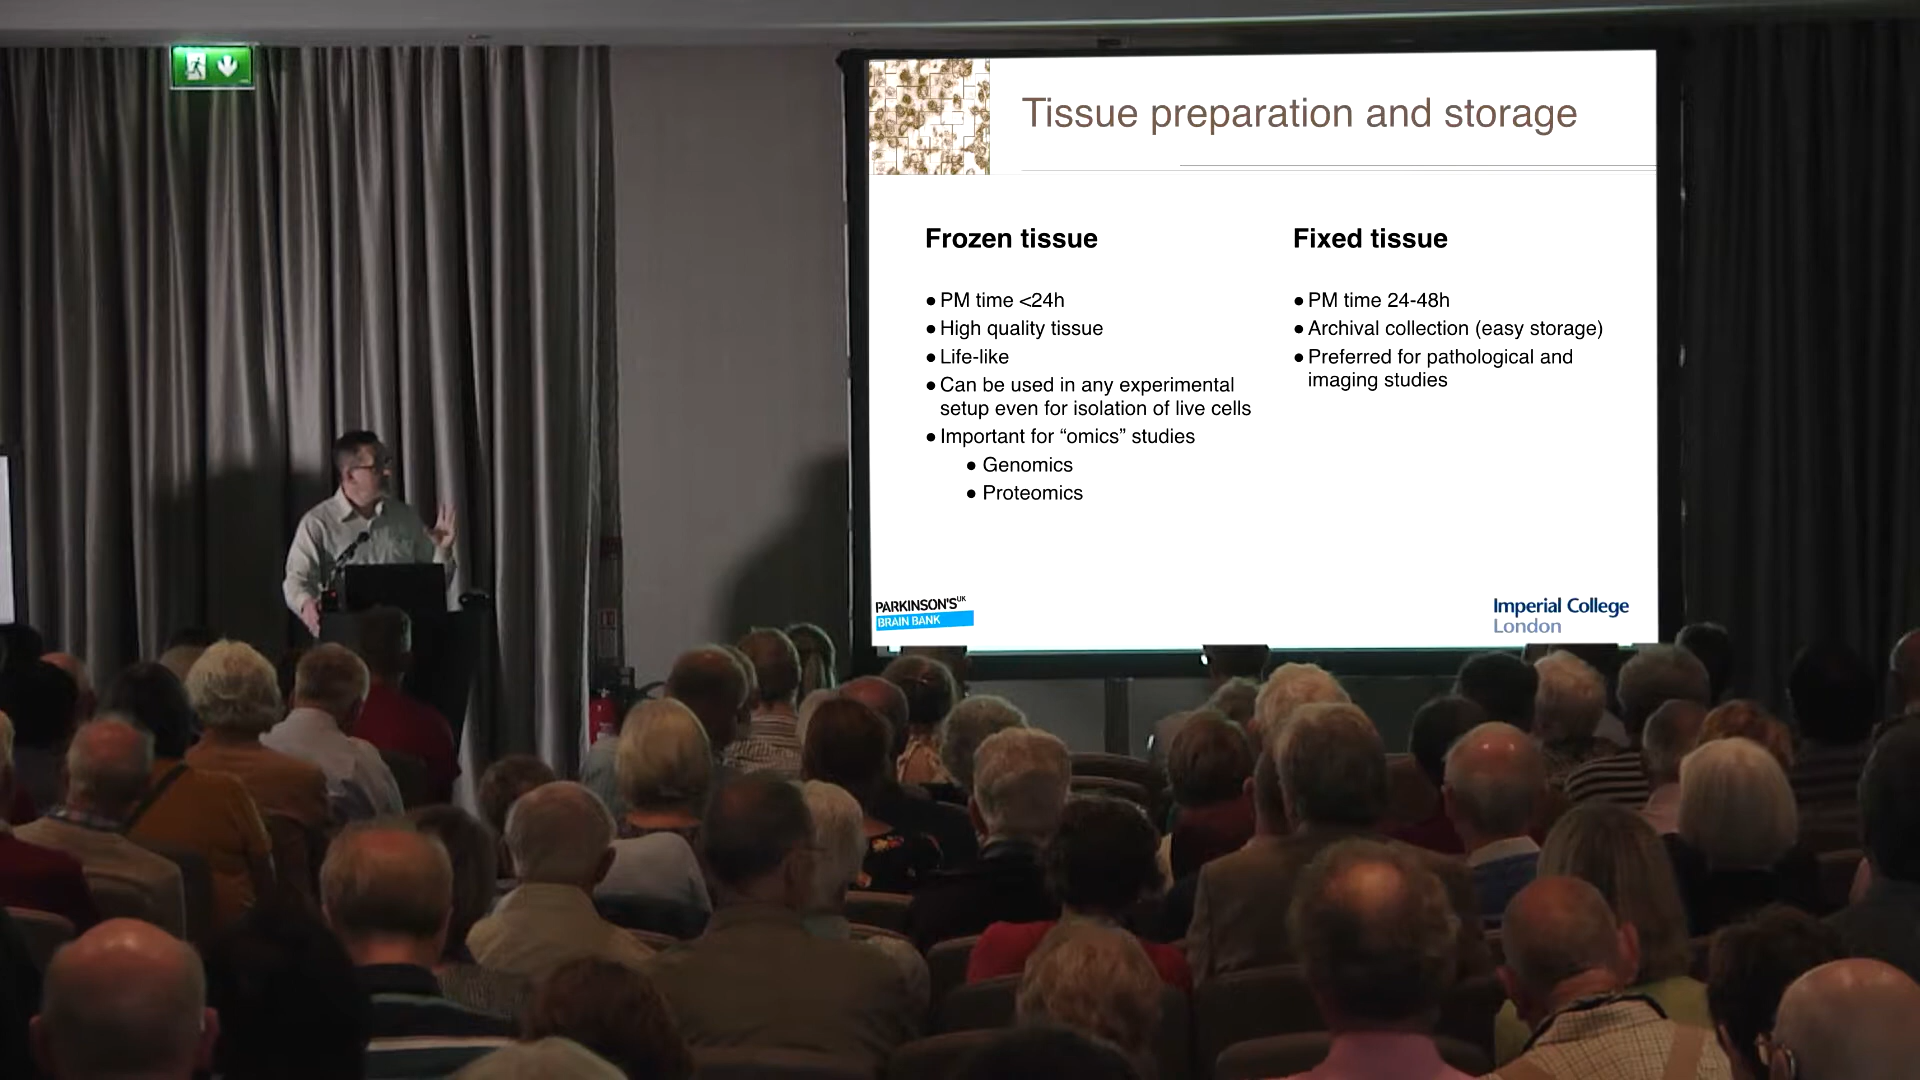 Tissue preparation and storage
Frozen tissue
● PM time <24h
● High quality tissue
● Life-like
● Can be used in any experimental
setup even for isolation of live cells
● Important for “omics” studies
● Genomics
● Proteomics
Fixed tissue
● PM time 24-48h
● Archival collection (easy storage)
● Preferred for pathological and
imaging studies
PARKINSON'S UK
BRAIN BANK
Imperial College
London